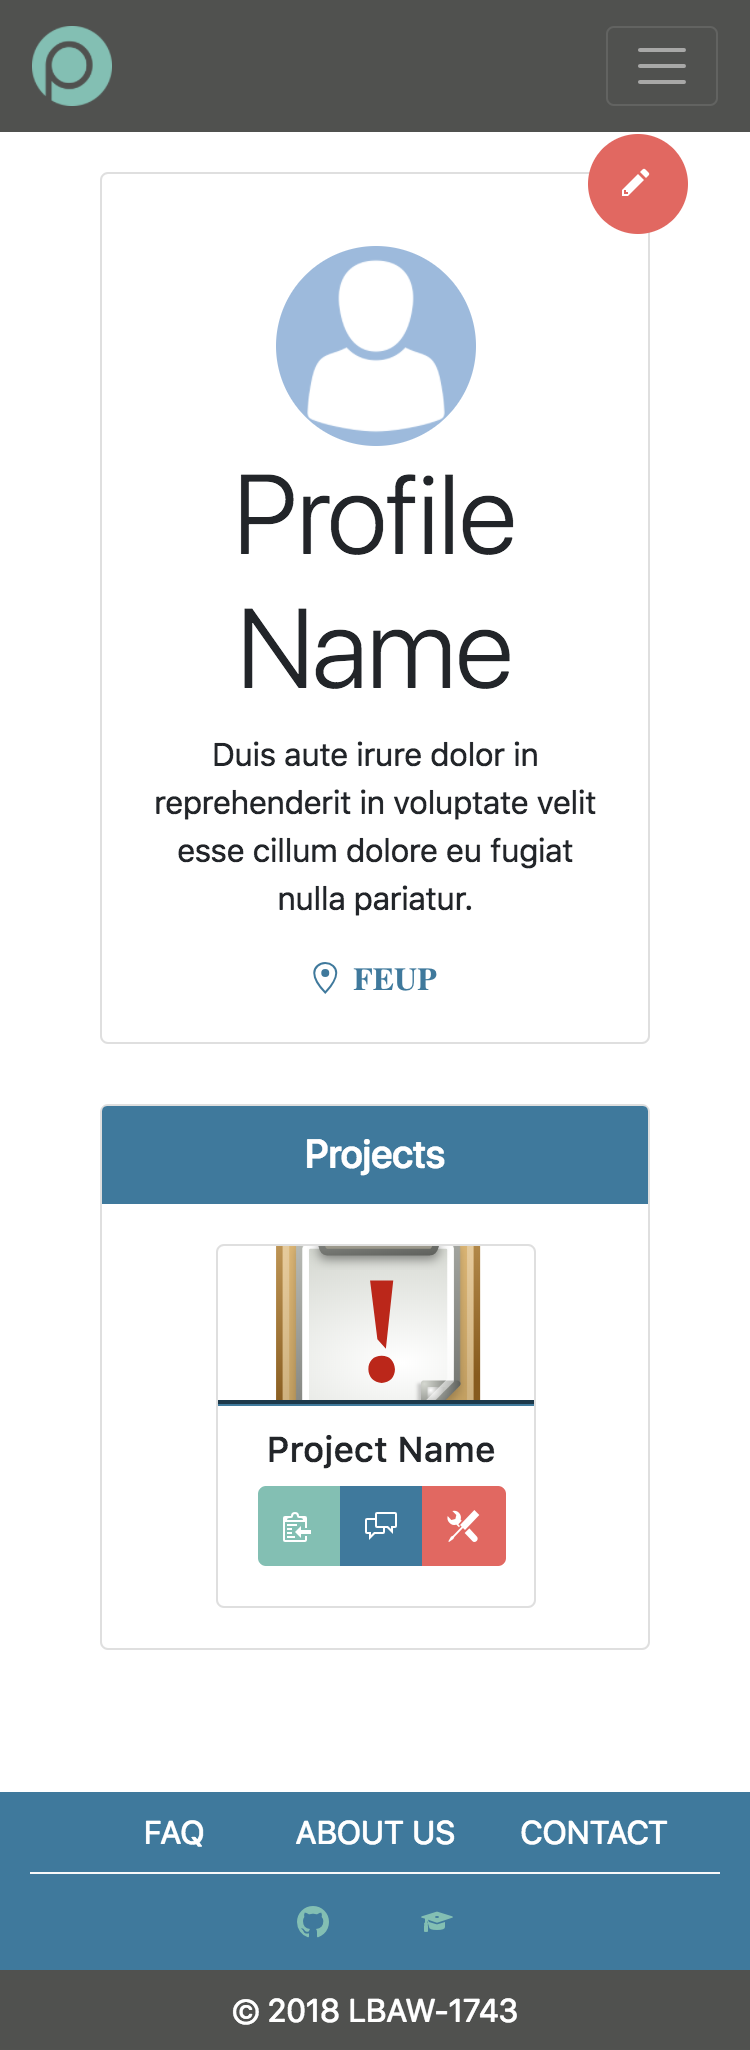 Profile
Name
Duis aute irure dolor in
reprehenderit in voluptate velit
esse cillum dolore eu fugiat
nulla pariatur.
FEUP
Projects
!
Project Name
FAQ ABOUT US CONTACT
© 2018 LBAW-1743